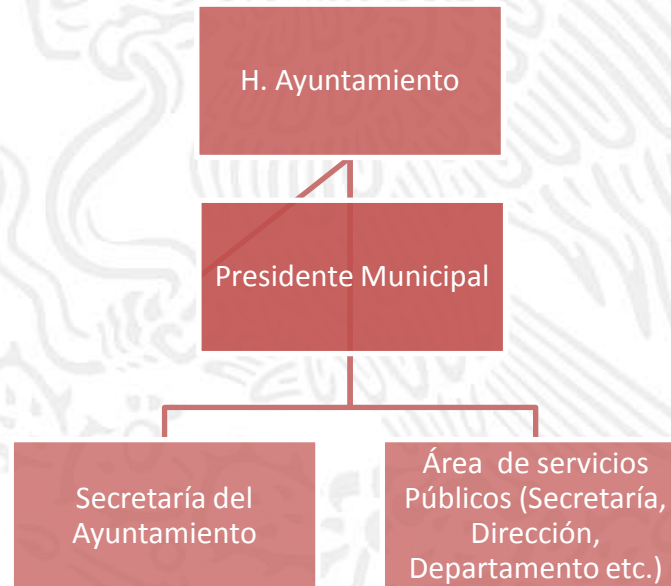 H. Ayuntamiento
Presidente Municipal
Secretaría del
Ayuntamiento
Área de servicios
Públicos (Secretaría,
Dirección,
Departamento etc.)